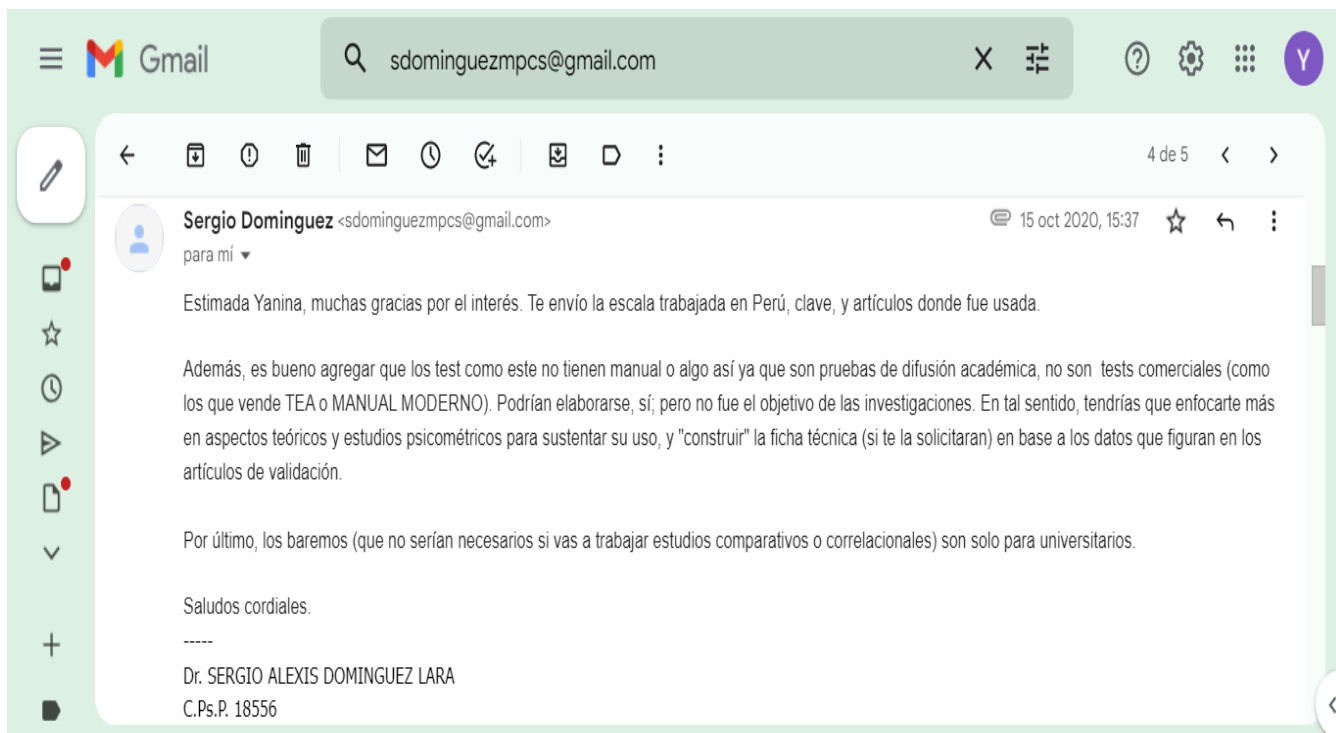 Gmail
sdominguezmpcs@gmail.com
Y
4 de 5
Sergio Dominguez <sdominguezmpcs@gmail.com>
15 oct 2020, 15:37
para mí
Estimada Yanina, muchas gracias por el interés. Te envío la escala trabajada en Perú, clave, y artículos donde fue usada.
Además, es bueno agregar que los test como este no tienen manual o algo así ya que son pruebas de difusión académica, no son tests comerciales (como
los que vende TEA o MANUAL MODERNO). Podrían elaborarse, sí; pero no fue el objetivo de las investigaciones. En tal sentido, tendrías que enfocarte más
en aspectos teóricos y estudios psicométricos para sustentar su uso, y "construir" la ficha técnica (si te la solicitaran) en base a los datos que figuran en los
artículos de validación.
Por último, los baremos (que no serían necesarios si vas a trabajar estudios comparativos o correlacionales) son solo para universitarios.
Saludos cordiales.
-----
Dr. SERGIO ALEXIS DOMINGUEZ LARA
C.Ps.P. 18556